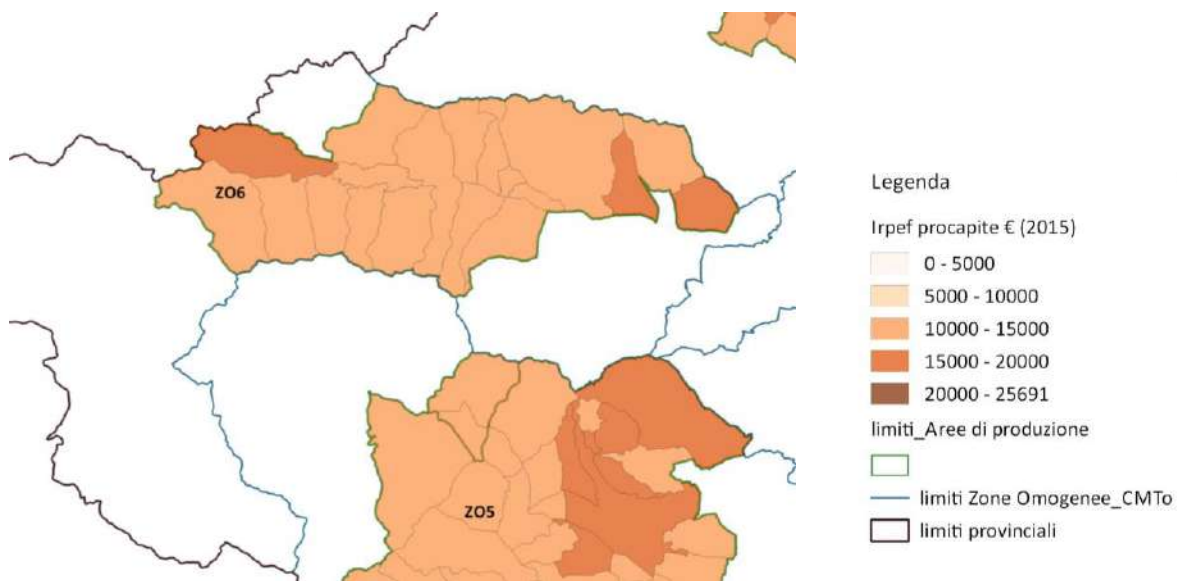 ZO6
ZO5
Legenda
Irpef procapite € (2015)
0 - 5000
5000 - 10000
10000 - 15000
15000 - 20000
20000 - 25691
limiti_Aree di produzione
limiti Zone Omogenee_CMTo
limiti provinciali